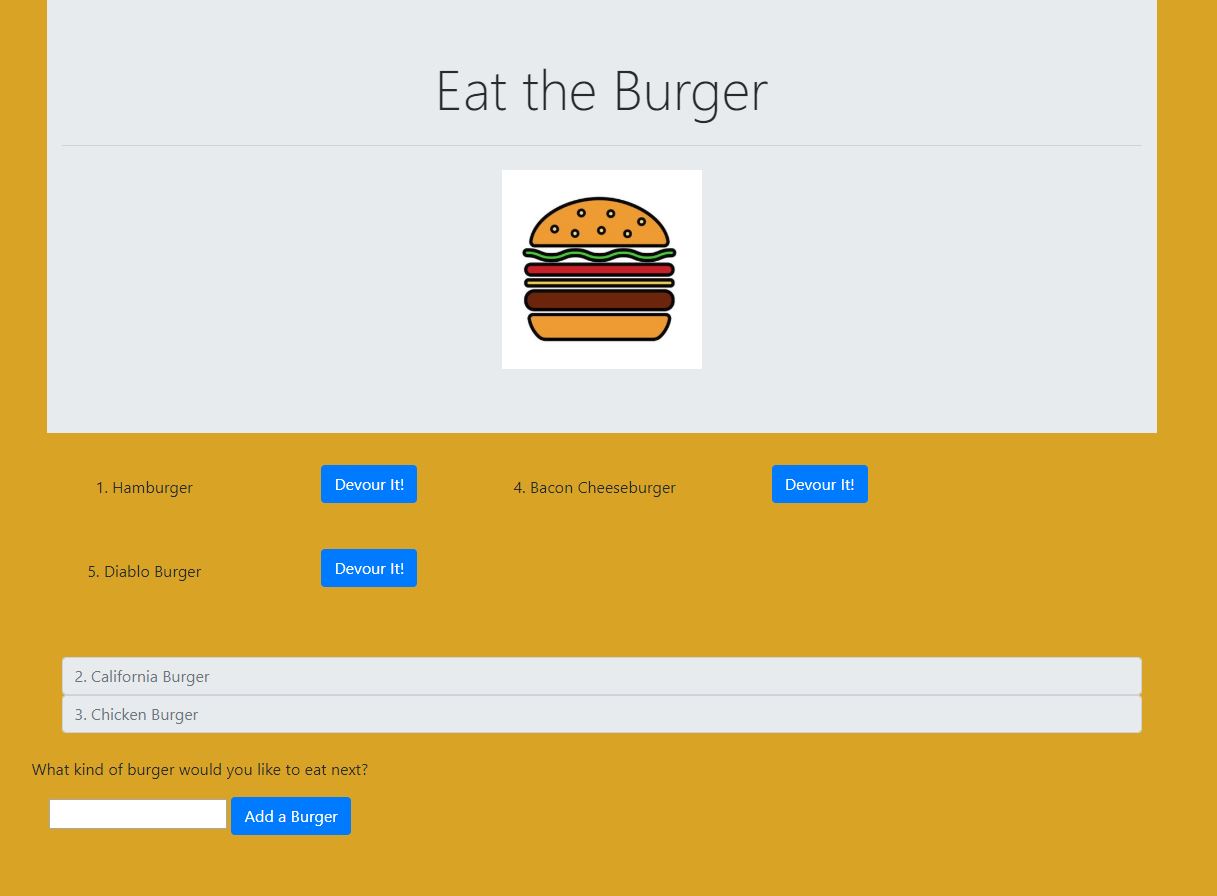 Eat the Burger
1. Hamburger
Devour It!
4. Bacon Cheeseburger
Devour It!
5. Diablo Burger
Devour It!
2. California Burger
3. Chicken Burger
What kind of burger would you like to eat next?
Add a Burger